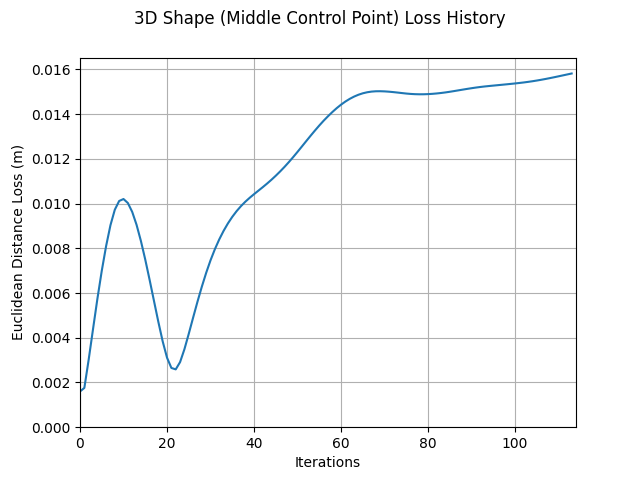 3D Shape (Middle Control Point) Loss History
0.016
0.014
0.012
0.010
0.008
0.006
0.004
0.002
0.000
Euclidean Distance Loss (m)
0 20 40 60 80 100
Iterations